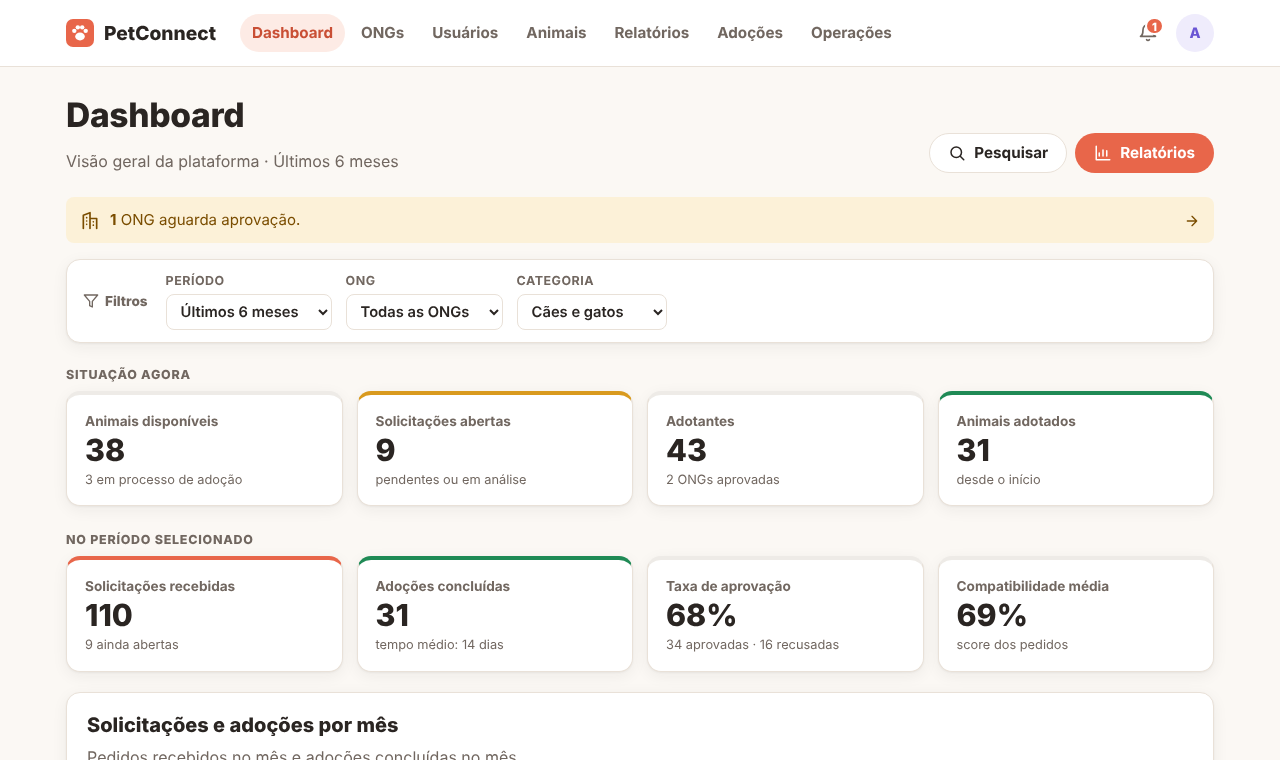 PetConnect
Dashboard
ONGs
Usuários
Animais
Relatórios
Adoções
Operações
1
A
Dashboard
Visão geral da plataforma · Últimos 6 meses
Pesquisar
Relatórios
1 ONG aguarda aprovação.
Filtros
PERÍODO
Últimos 6 meses
ONG
Todas as ONGs
CATEGORIA
Cães e gatos
SITUAÇÃO AGORA
Animais disponíveis
38
3 em processo de adoção
Solicitações abertas
9
pendentes ou em análise
Adotantes
43
2 ONGs aprovadas
Animais adotados
31
desde o início
NO PERÍODO SELECIONADO
Solicitações recebidas
110
9 ainda abertas
Adoções concluídas
31
tempo médio: 14 dias
Taxa de aprovação
68%
34 aprovadas · 16 recusadas
Compatibilidade média
69%
score dos pedidos
Solicitações e adoções por mês
Pedidos recebidos no mês e adoções concluídas no mês